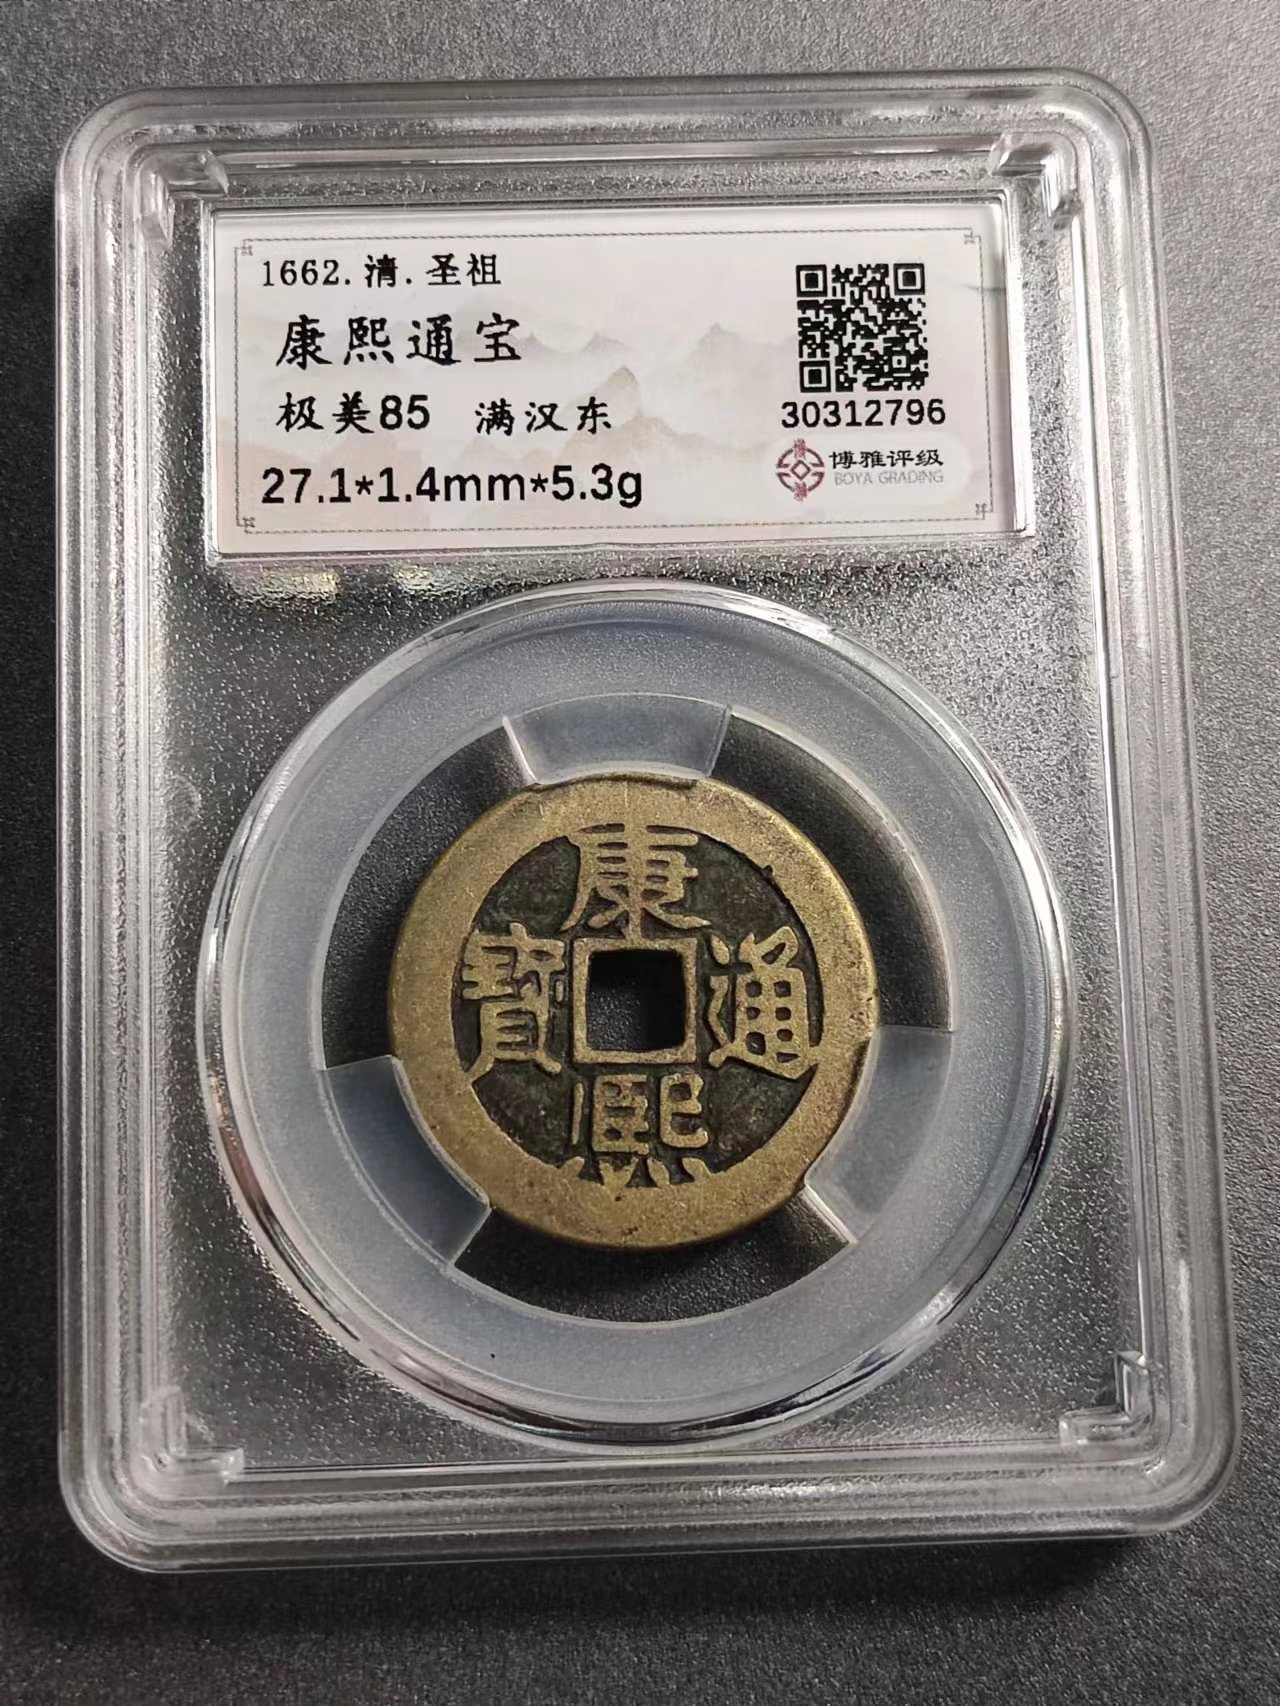 1662.清.圣祖
康熙通宝
极美85 满汉东
27.1*1.4mm*5.3g
30312796
博雅评级
BOYA GRADING
康
寶 通
熙